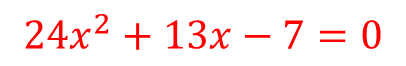 24x² + 13x − 7 = 0